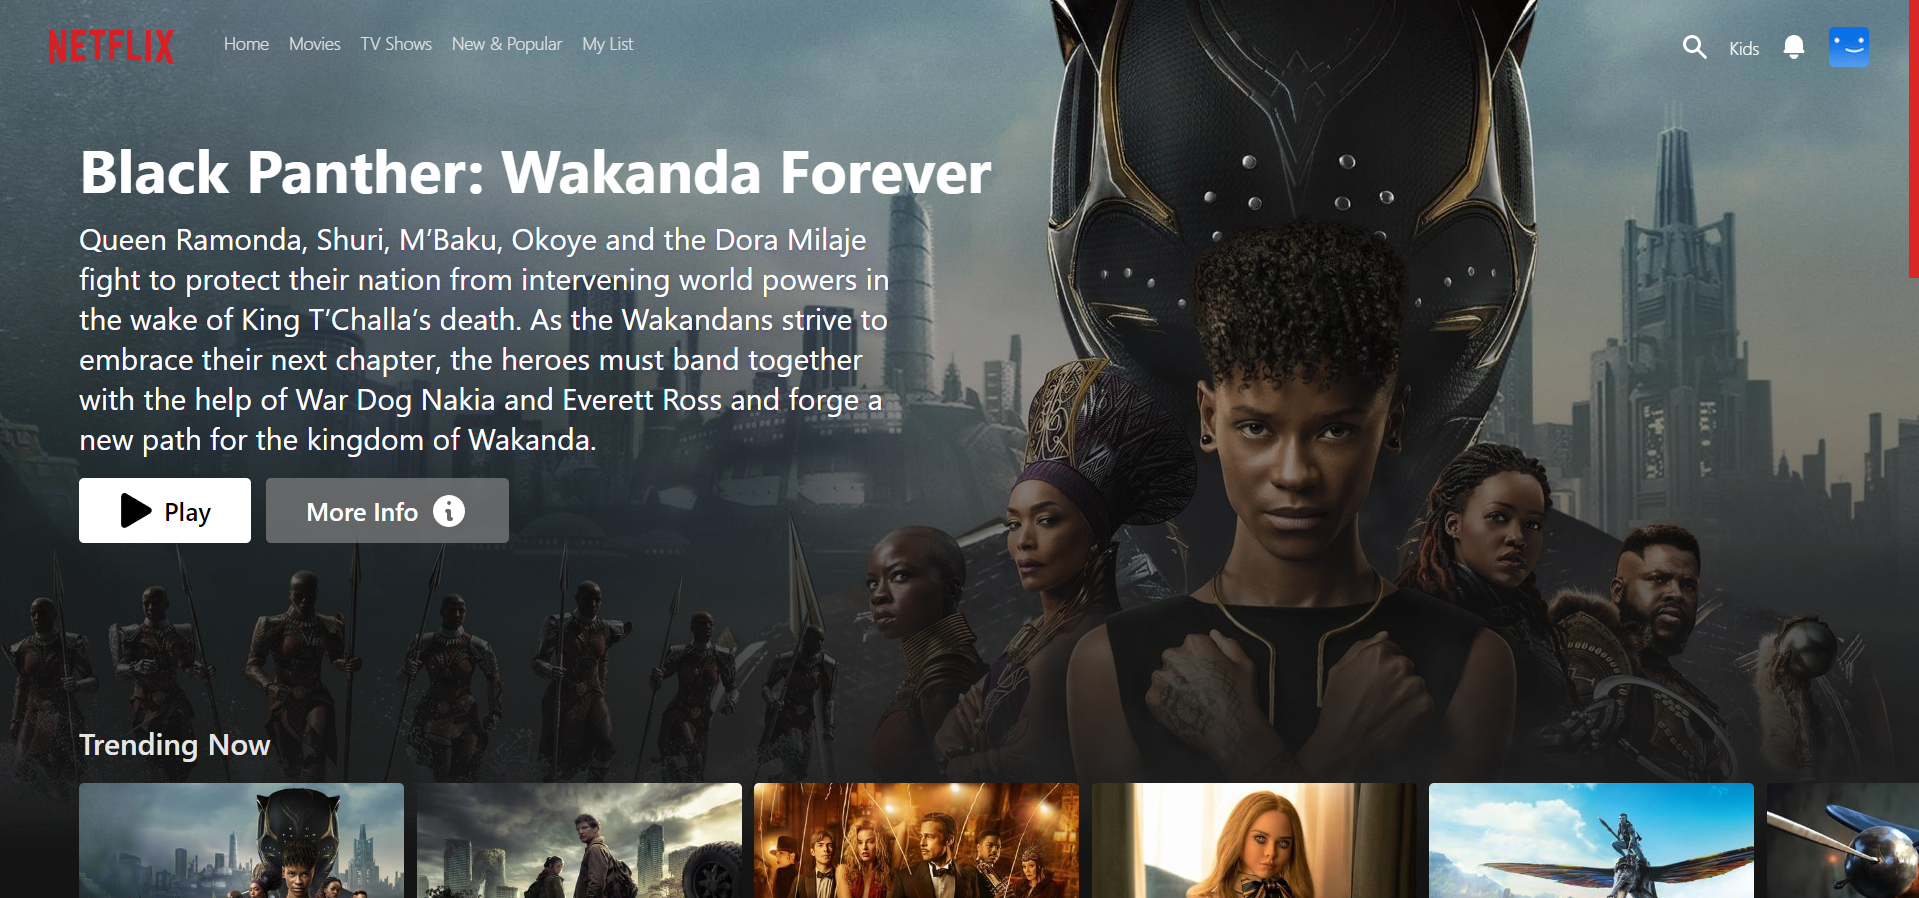 NETFLIX
Home Movies TV Shows New & Popular My List
Kids
Black Panther: Wakanda Forever
Queen Ramonda, Shuri, M’Baku, Okoye and the Dora Milaje
fight to protect their nation from intervening world powers in
the wake of King T’Challa’s death. As the Wakandans strive to
embrace their next chapter, the heroes must band together
with the help of War Dog Nakia and Everett Ross and forge a
new path for the kingdom of Wakanda.
Play
More Info
Trending Now